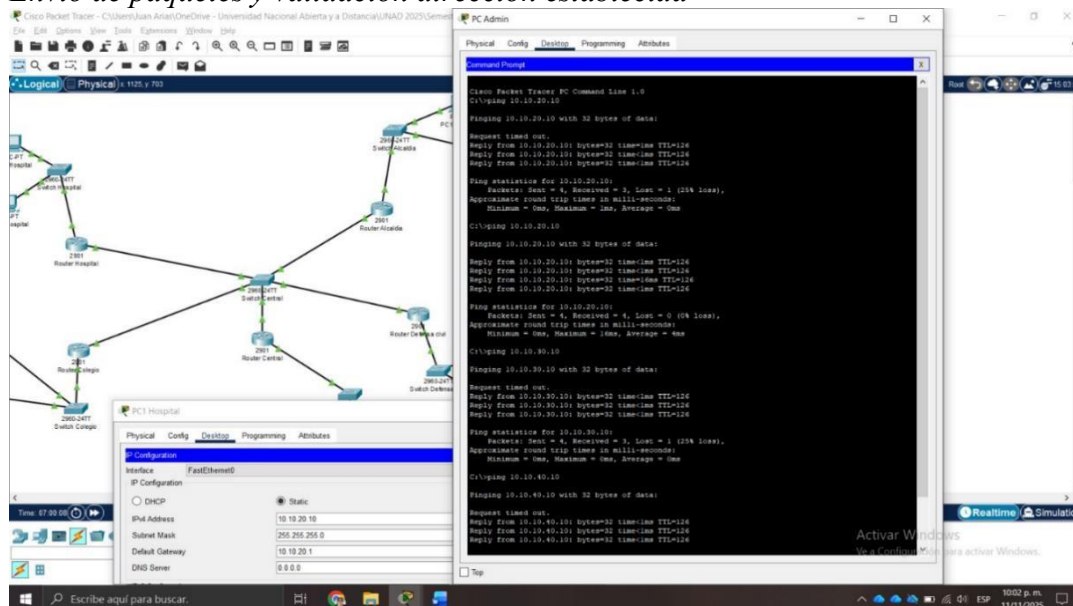 Envío de paquetes y validación dirección establecida
Cisco Packet Tracer - C:\Users\Juan Arias\OneDrive - Universidad Nacional Abierta y a Distancia\UNAD 2025\Semest
File Edit Options View Tools Extensions Window Help
Logical Physical x: 1125, y: 703
Root 15:03
2960-24TT
Switch Alcaldia
PC1
C-PT
Hospital
2960-24TT
Switch Hospital
PT
ospital
2901
Router Hospital
2901
Router Alcaldia
2960-24TT
Switch Central
2901
Router Central
Router Defensa civil
2960-24TT
Switch Defensa
2901
Router Colegio
2960-24TT
Switch Colegio
PC Admin
Physical Config Desktop Programming Attributes
Command Prompt X
Cisco Packet Tracer PC Command Line 1.0
C:\>ping 10.10.20.10
Pinging 10.10.20.10 with 32 bytes of data:
Request timed out.
Reply from 10.10.20.10: bytes=32 time=1ms TTL=126
Reply from 10.10.20.10: bytes=32 time<1ms TTL=126
Reply from 10.10.20.10: bytes=32 time<1ms TTL=126
Ping statistics for 10.10.20.10:
Packets: Sent = 4, Received = 3, Lost = 1 (25% loss),
Approximate round trip times in milli-seconds:
Minimum = 0ms, Maximum = 1ms, Average = 0ms
C:\>ping 10.10.20.10
Pinging 10.10.20.10 with 32 bytes of data:
Reply from 10.10.20.10: bytes=32 time<1ms TTL=126
Reply from 10.10.20.10: bytes=32 time<1ms TTL=126
Reply from 10.10.20.10: bytes=32 time=16ms TTL=126
Reply from 10.10.20.10: bytes=32 time<1ms TTL=126
Ping statistics for 10.10.20.10:
Packets: Sent = 4, Received = 4, Lost = 0 (0% loss),
Approximate round trip times in milli-seconds:
Minimum = 0ms, Maximum = 16ms, Average = 4ms
C:\>ping 10.10.30.10
Pinging 10.10.30.10 with 32 bytes of data:
Request timed out.
Reply from 10.10.30.10: bytes=32 time<1ms TTL=126
Reply from 10.10.30.10: bytes=32 time<1ms TTL=126
Reply from 10.10.30.10: bytes=32 time<1ms TTL=126
Ping statistics for 10.10.30.10:
Packets: Sent = 4, Received = 3, Lost = 1 (25% loss),
Approximate round trip times in milli-seconds:
Minimum = 0ms, Maximum = 0ms, Average = 0ms
C:\>ping 10.10.40.10
Pinging 10.10.40.10 with 32 bytes of data:
Request timed out.
Reply from 10.10.40.10: bytes=32 time<1ms TTL=126
Reply from 10.10.40.10: bytes=32 time<1ms TTL=126
Reply from 10.10.40.10: bytes=32 time<1ms TTL=126
Top
PC1 Hospital
Physical Config Desktop Programming Attributes
IP Configuration
Interface FastEthernet0
IP Configuration
DHCP Static
IPv4 Address 10.10.20.10
Subnet Mask 255.255.255.0
Default Gateway 10.10.20.1
DNS Server 0.0.0.0
Time: 07:00:08
Realtime Simulatio
Activar Windows
Ve a Configuración para activar Windows.
Escribe aquí para buscar.
ESP 10:02 p. m.
11/11/2025